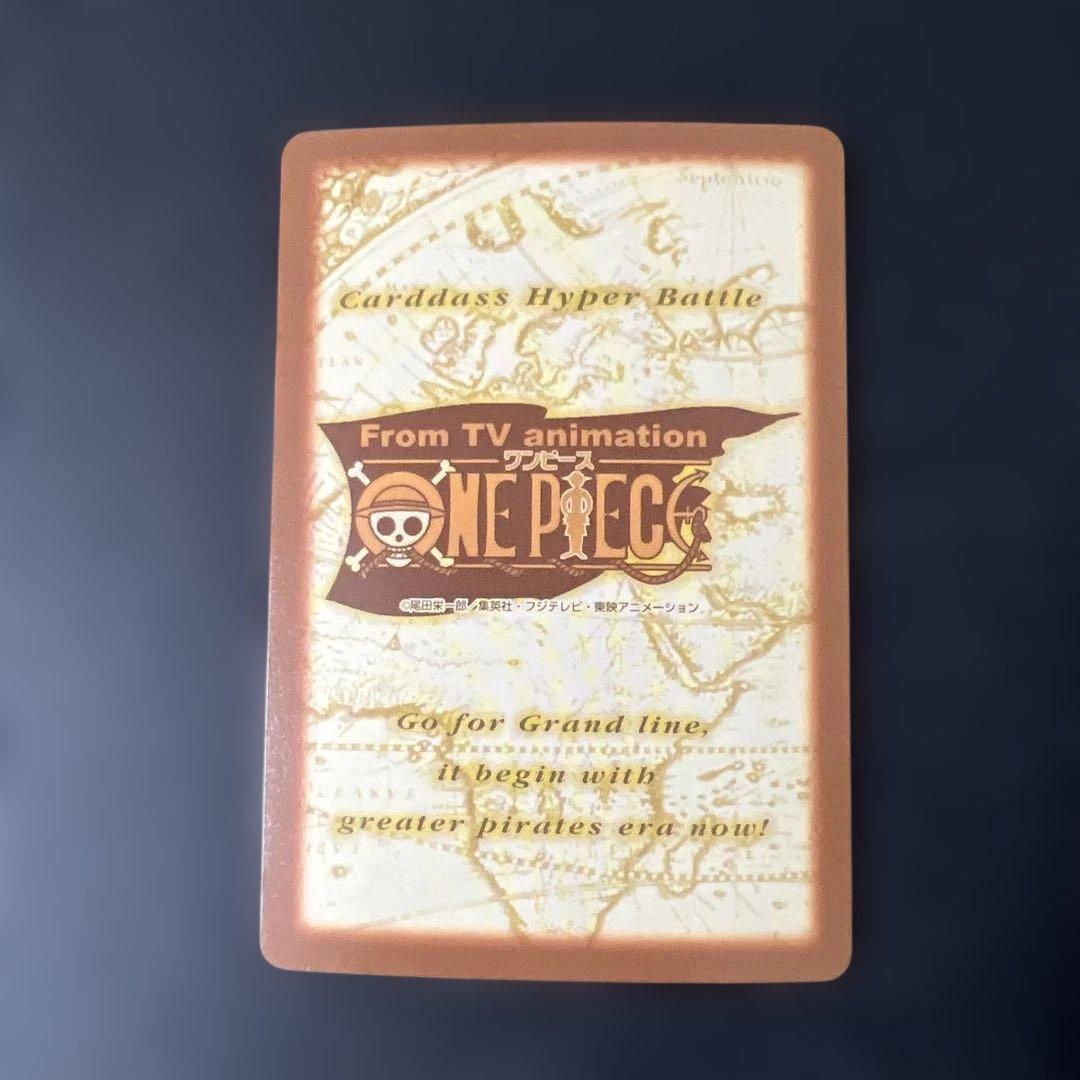 Septentrio
Carddass Hyper Battle
From TV animation
ワンピース
ONE PIECE
©尾田栄一郎／集英社・フジテレビ・東映アニメーション
Go for Grand line,
it begin with
greater pirates era now!